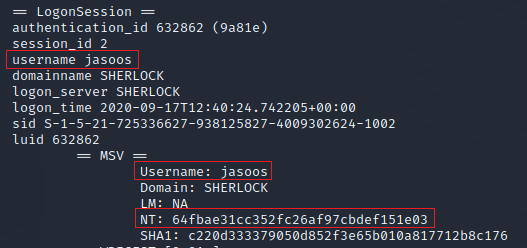 == LogonSession ==
authentication_id 632862 (9a81e)
session_id 2
username jasoos
domainname SHERLOCK
logon_server SHERLOCK
logon_time 2020-09-17T12:40:24.742205+00:00
sid S-1-5-21-725336627-938125827-4009302624-1002
luid 632862
== MSV ==
Username: jasoos
Domain: SHERLOCK
LM: NA
NT: 64fbae31cc352fc26af97cbdef151e03
SHA1: c220d333379050d852f3e65b010a817712b8c176